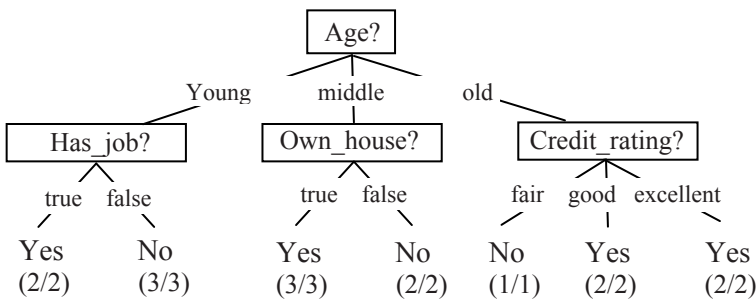 Age?
Young middle old
Has_job? Own_house? Credit_rating?
true false true false fair good excellent
Yes No Yes No No Yes Yes
(2/2) (3/3) (3/3) (2/2) (1/1) (2/2) (2/2)